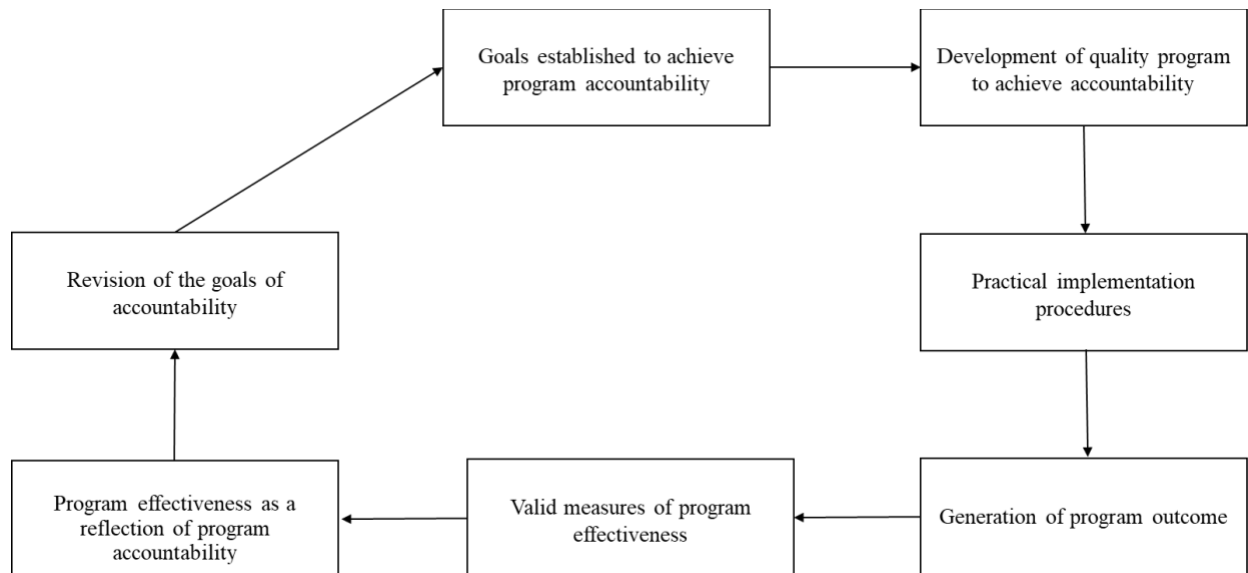 Goals established to achieve
program accountability
Development of quality program
to achieve accountability
Revision of the goals of
accountability
Practical implementation
procedures
Program effectiveness as a
reflection of program
accountability
Valid measures of program
effectiveness
Generation of program outcome